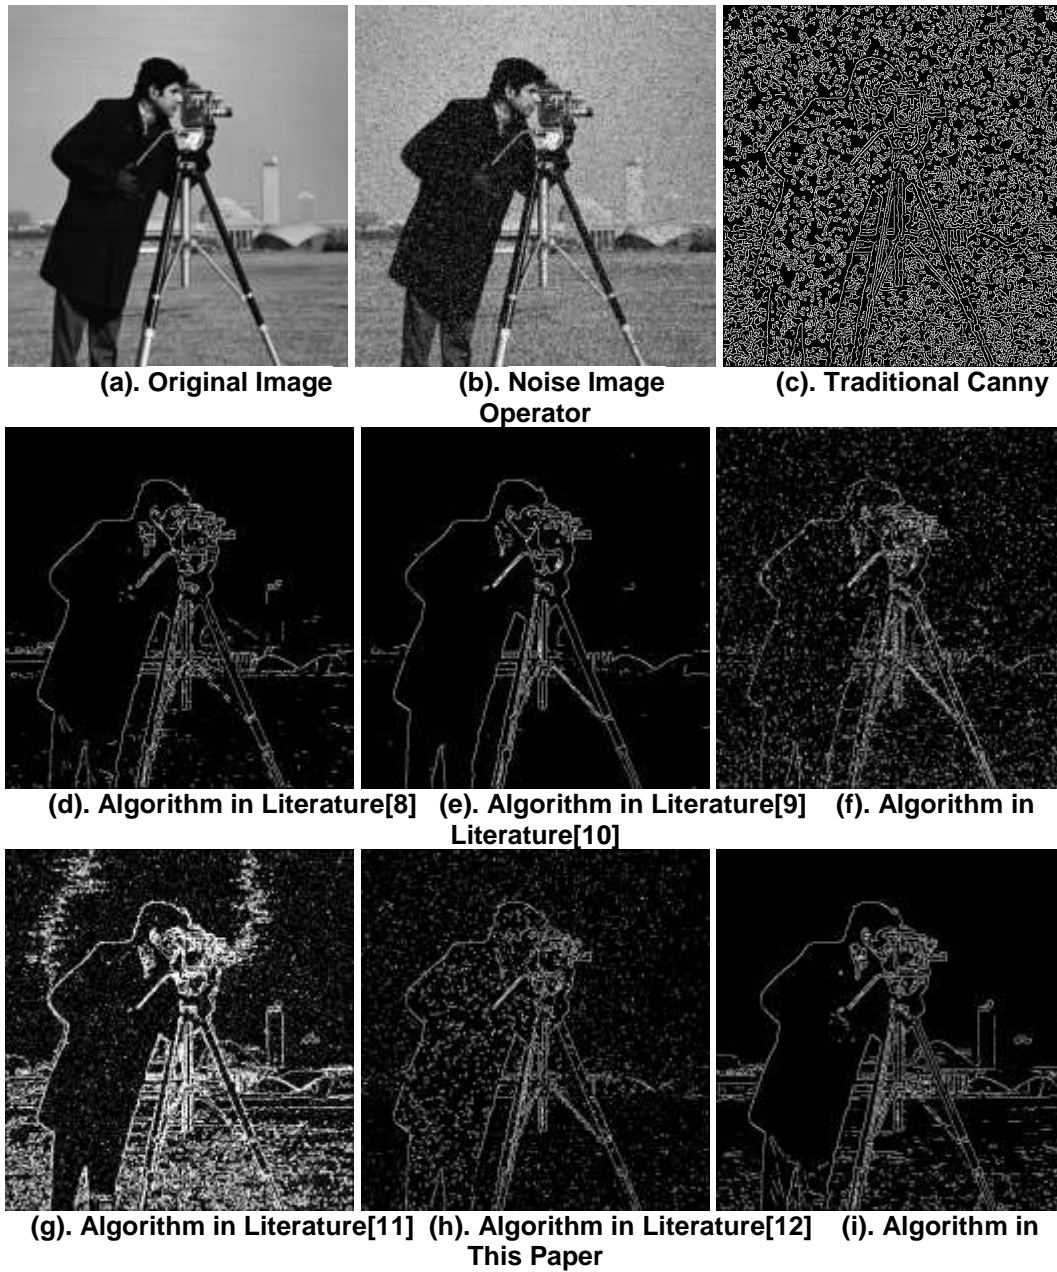 (a). Original Image (b). Noise Image (c). Traditional Canny
Operator
(d). Algorithm in Literature[8] (e). Algorithm in Literature[9] (f). Algorithm in
Literature[10]
(g). Algorithm in Literature[11] (h). Algorithm in Literature[12] (i). Algorithm in
This Paper